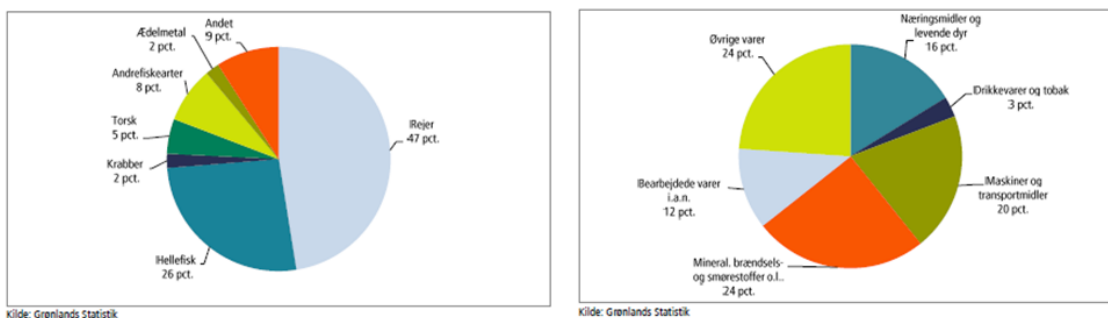 Andet
9 pct.
Ædelmetal
2 pct.
Andrefiskearter
8 pct.
Torsk
5 pct.
Krabber
2 pct.
Rejer
47 pct.
Hellefisk
26 pct.
Kilde: Grønlands Statistik
Næringsmidler og
levende dyr
16 pct.
Øvrige varer
24 pct.
Drikkevarer og tobak
3 pct.
Bearbejdede varer
i.a.n.
12 pct.
Maskiner og
transportmidler
20 pct.
Mineral. brændsels-
og smørestoffer o.l...
24 pct.
Kilde: Grønlands Statistik